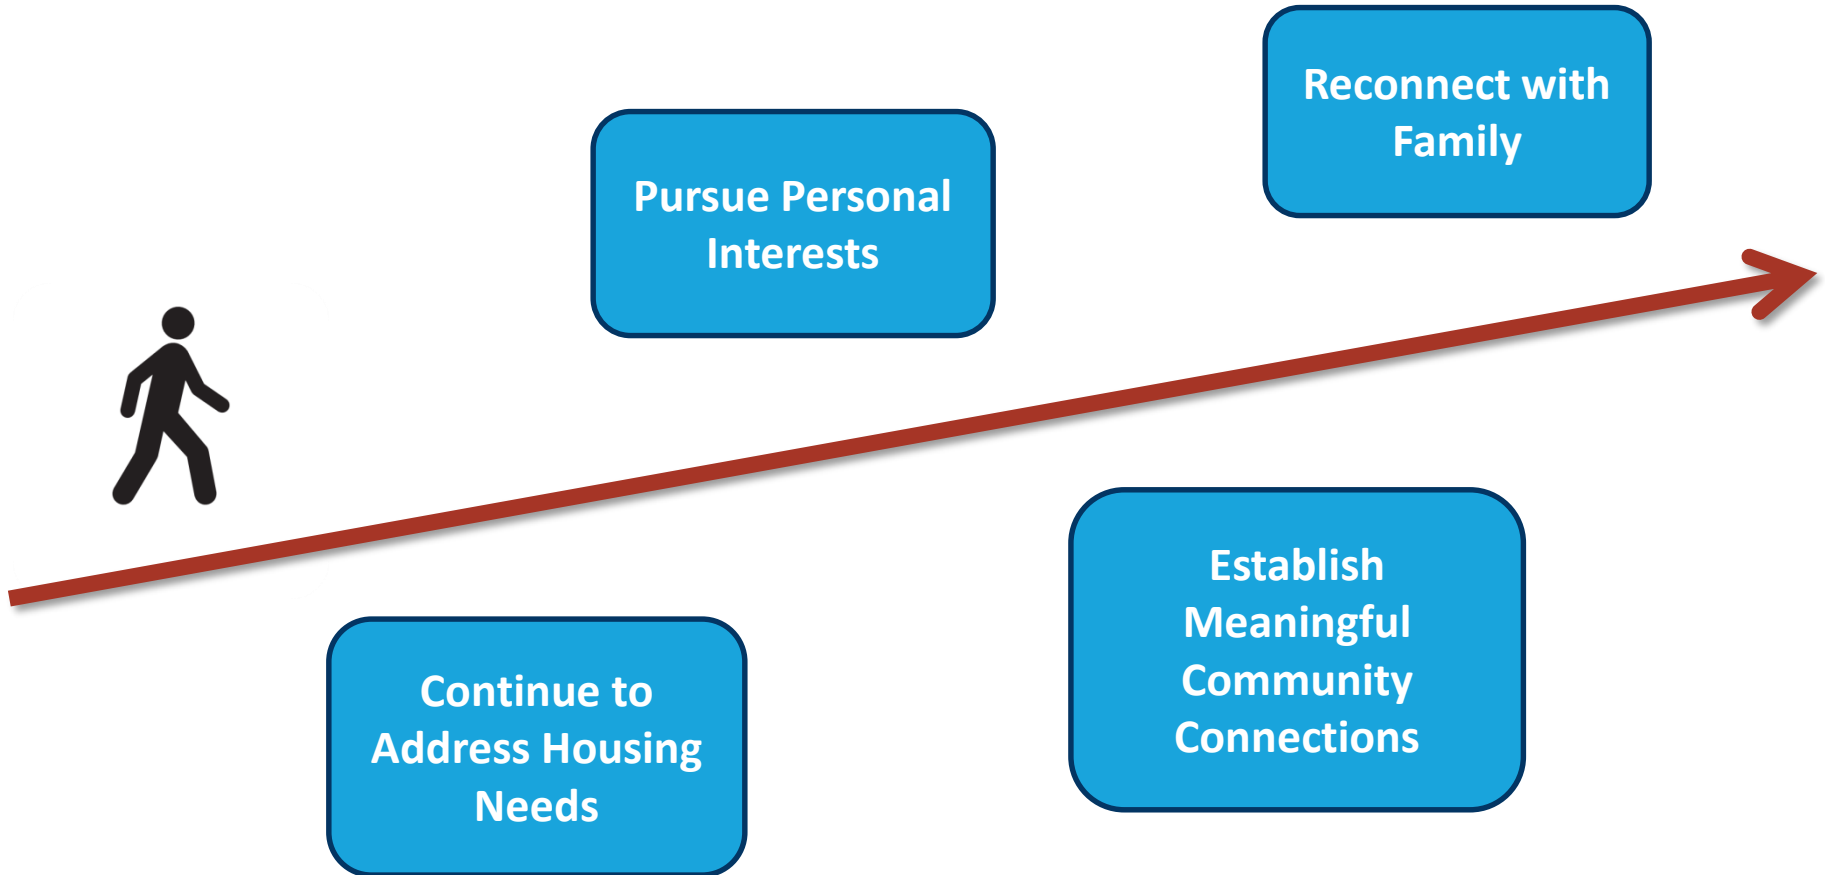 Reconnect with
Family
Pursue Personal
Interests
Establish
Meaningful
Community
Connections
Continue to
Address Housing
Needs